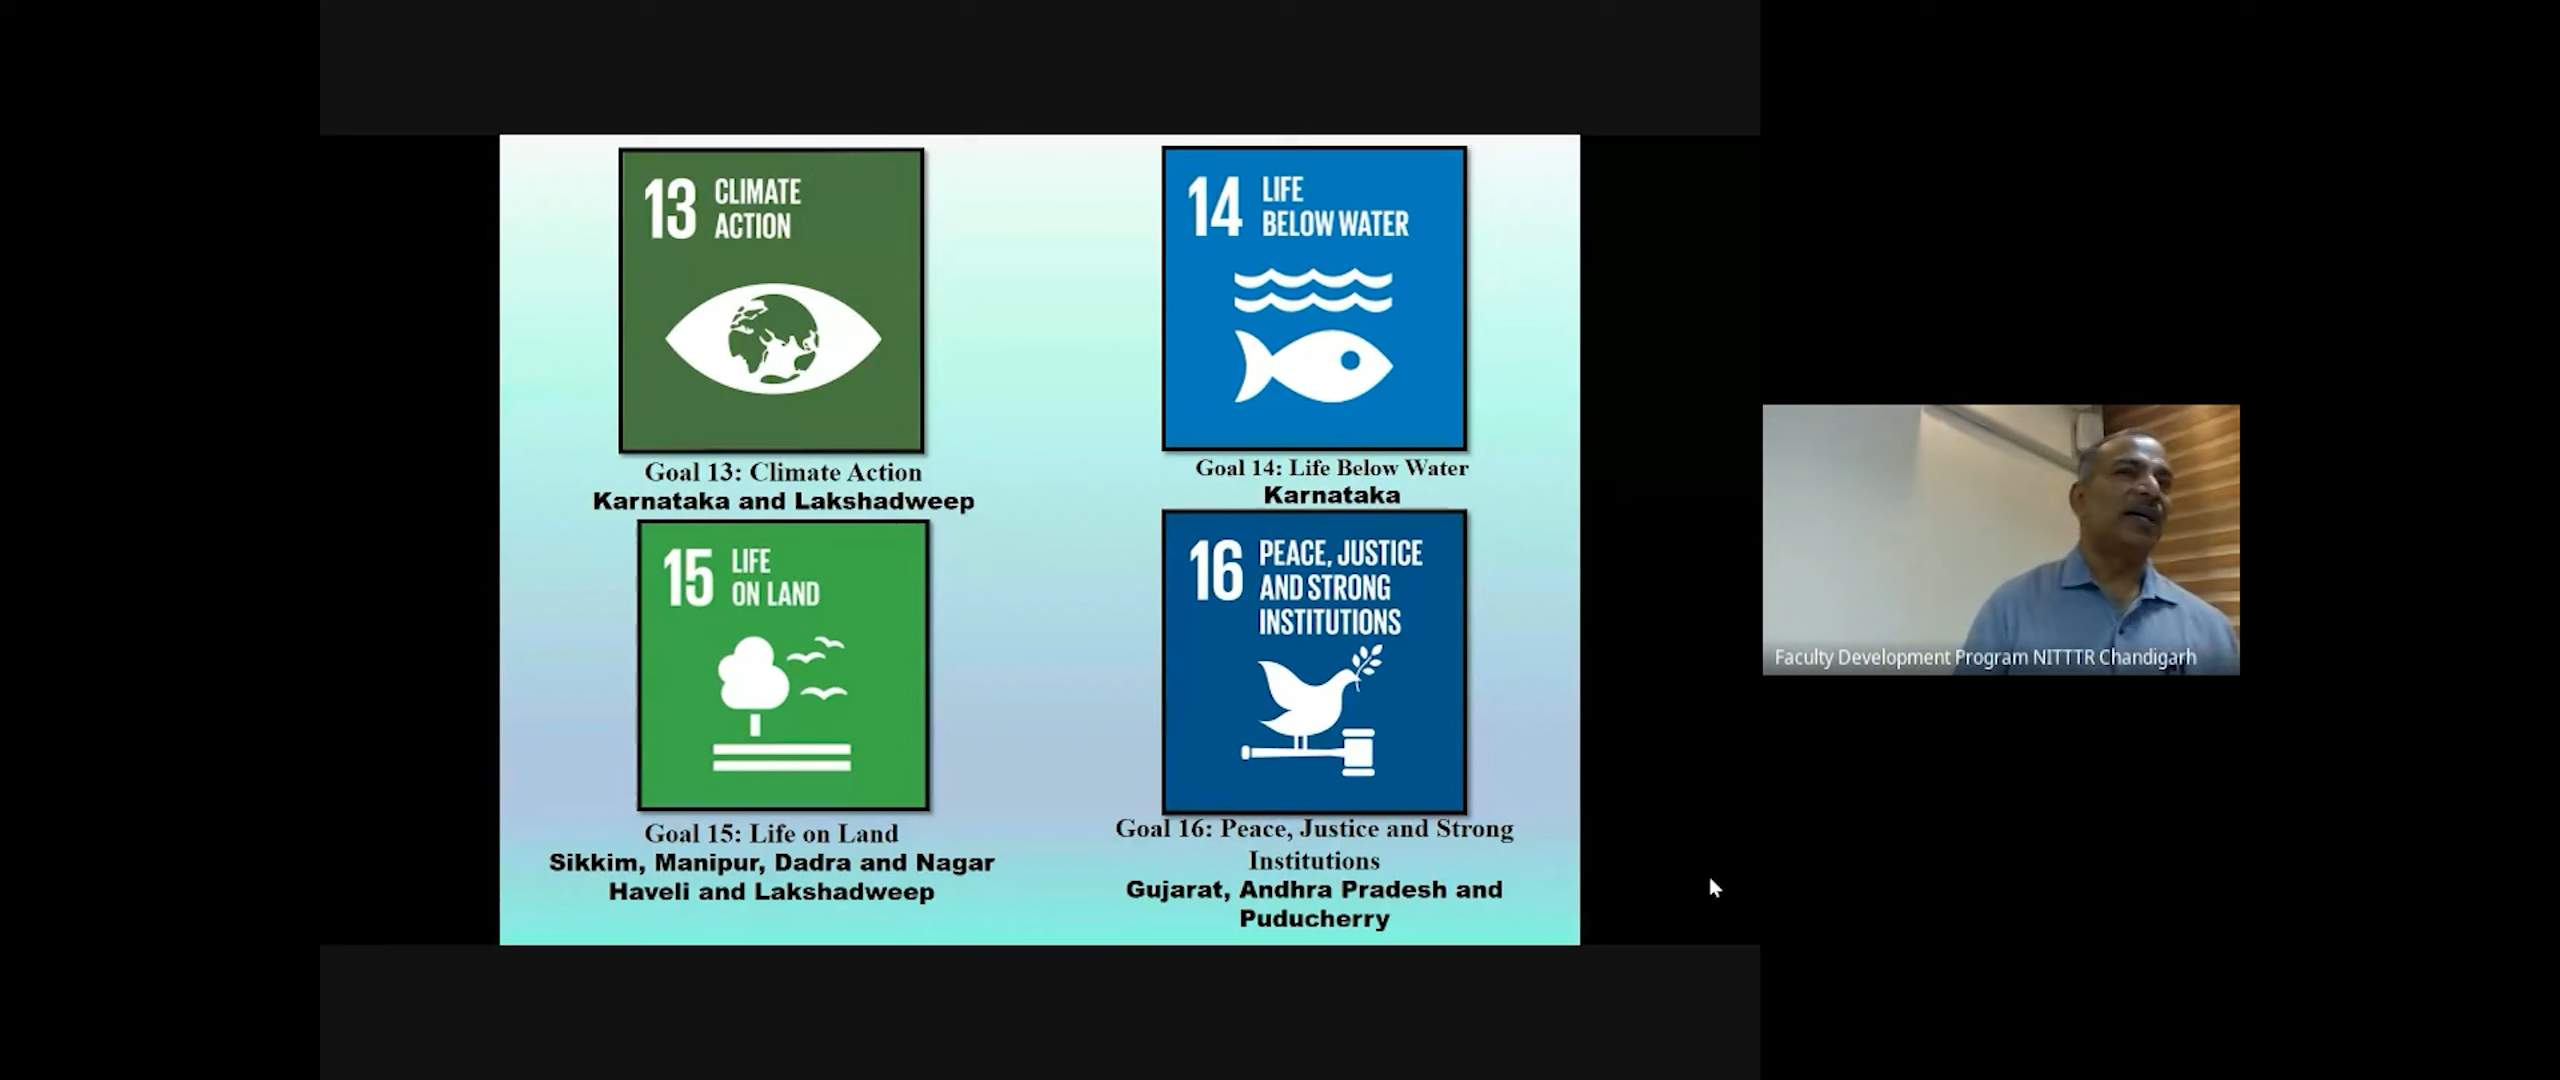 13 CLIMATE
ACTION
Goal 13: Climate Action
Karnataka and Lakshadweep
14 LIFE
BELOW WATER
Goal 14: Life Below Water
Karnataka
15 LIFE
ON LAND
Goal 15: Life on Land
Sikkim, Manipur, Dadra and Nagar
Haveli and Lakshadweep
16 PEACE, JUSTICE
AND STRONG
INSTITUTIONS
Goal 16: Peace, Justice and Strong
Institutions
Gujarat, Andhra Pradesh and
Puducherry
Faculty Development Program NITTTR Chandigarh